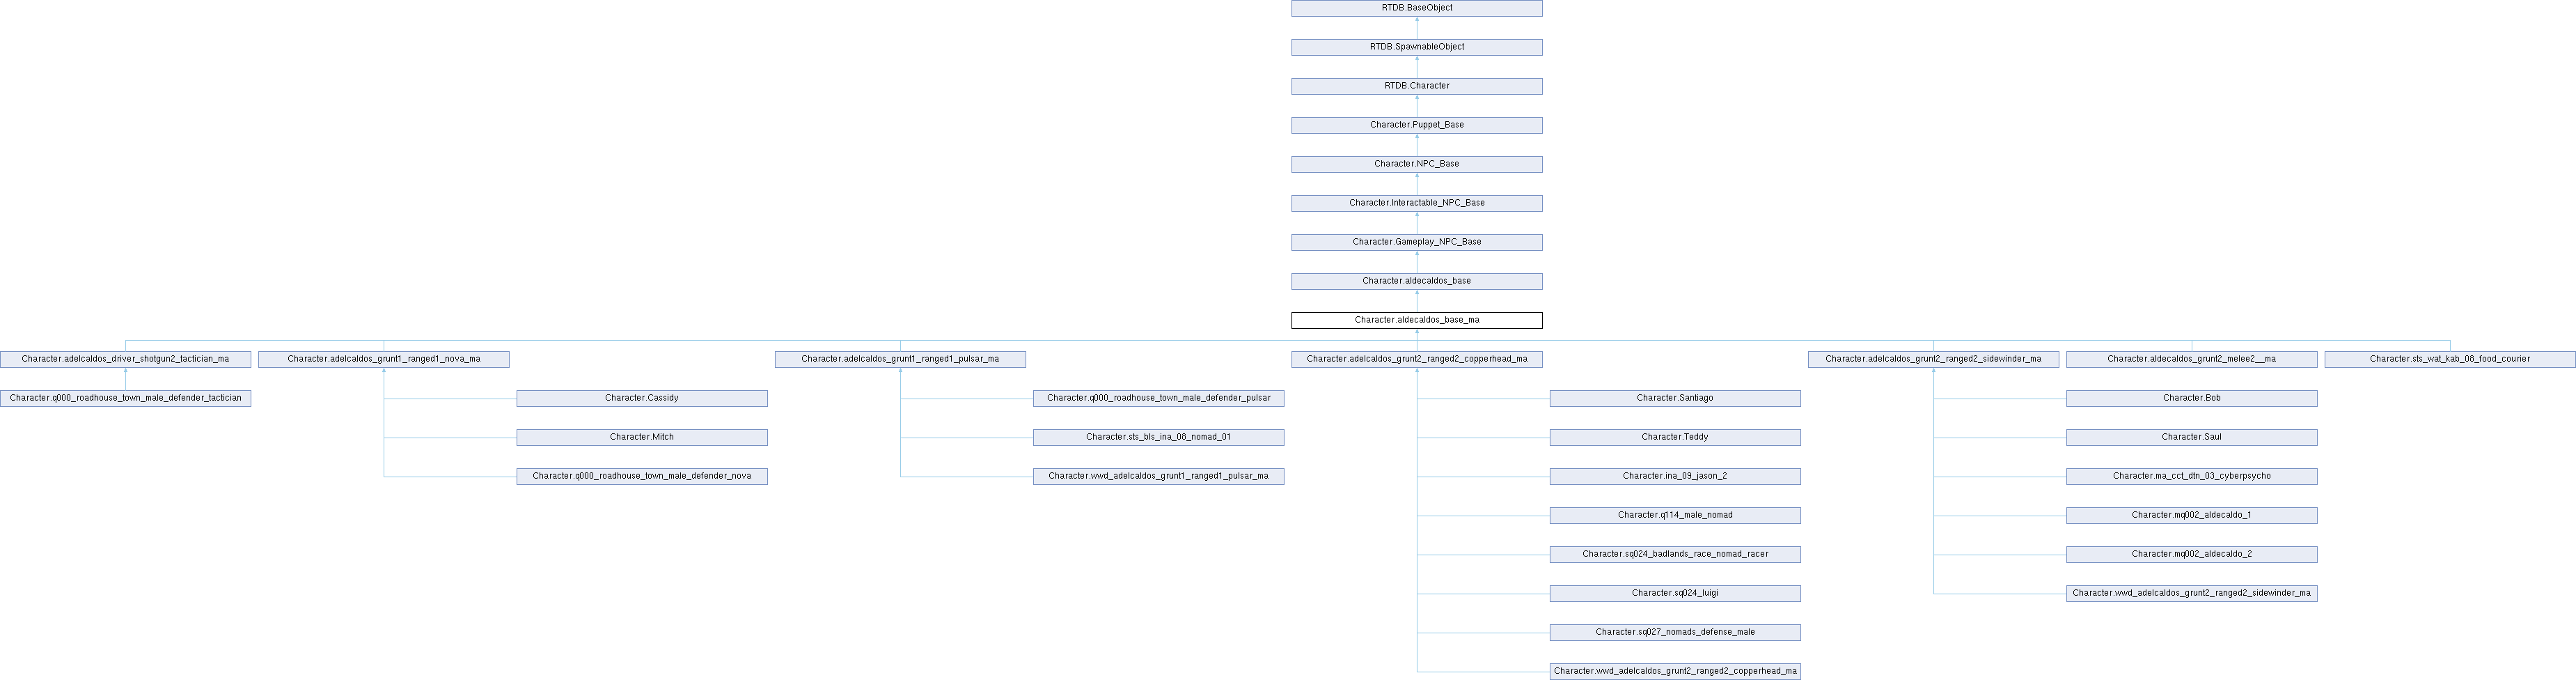 RTDB.BaseObject
RTDB.SpawnableObject
RTDB.Character
Character.Puppet_Base
Character.NPC_Base
Character.Interactable_NPC_Base
Character.Gameplay_NPC_Base
Character.aldecaldos_base
Character.aldecaldos_base_ma
Character.adelcaldos_driver_shotgun2_tactician_ma
Character.adelcaldos_grunt1_ranged1_nova_ma
Character.adelcaldos_grunt1_ranged1_pulsar_ma
Character.adelcaldos_grunt2_ranged2_copperhead_ma
Character.adelcaldos_grunt2_ranged2_sidewinder_ma
Character.aldecaldos_grunt2_melee2__ma
Character.sts_wat_kab_08_food_courier
Character.q000_roadhouse_town_male_defender_tactician
Character.Cassidy
Character.q000_roadhouse_town_male_defender_pulsar
Character.Santiago
Character.Bob
Character.Mitch
Character.sts_bls_ina_08_nomad_01
Character.Teddy
Character.Saul
Character.q000_roadhouse_town_male_defender_nova
Character.wwd_adelcaldos_grunt1_ranged1_pulsar_ma
Character.ina_09_jason_2
Character.ma_cct_dtn_03_cyberpsycho
Character.q114_male_nomad
Character.mq002_aldecaldo_1
Character.sq024_badlands_race_nomad_racer
Character.mq002_aldecaldo_2
Character.sq024_luigi
Character.wwd_adelcaldos_grunt2_ranged2_sidewinder_ma
Character.sq027_nomads_defense_male
Character.wwd_adelcaldos_grunt2_ranged2_copperhead_ma